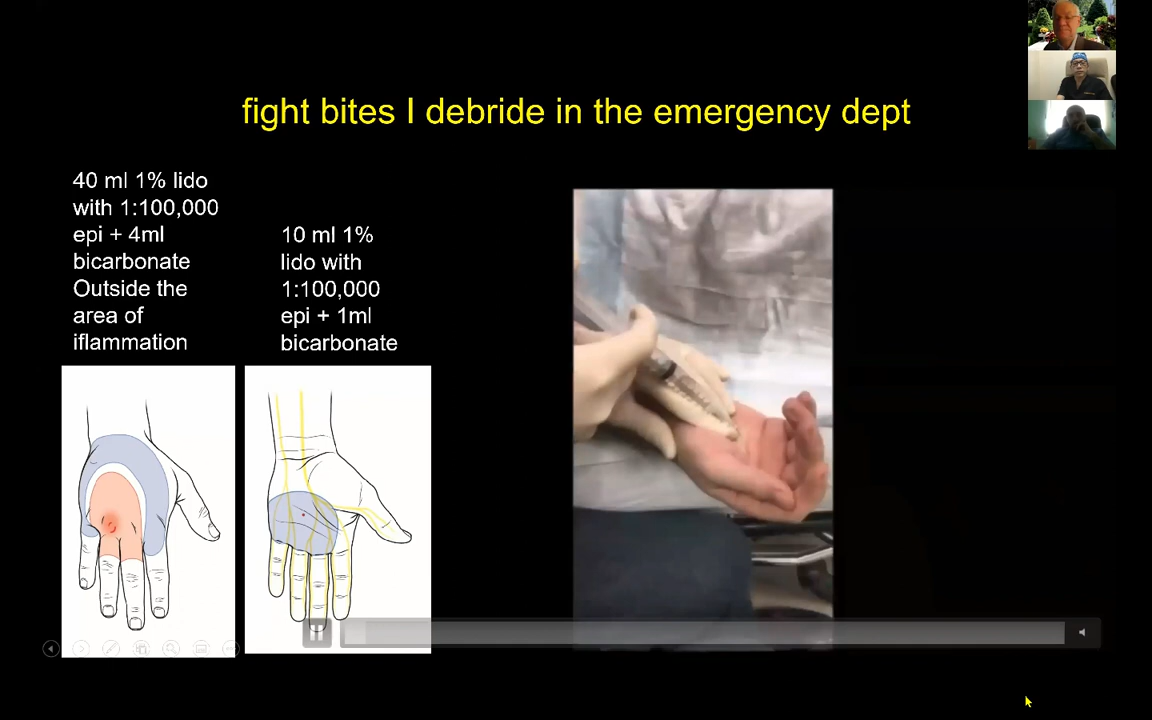 fight bites I debride in the emergency dept
40 ml 1% lido
with 1:100,000
epi + 4ml
bicarbonate
Outside the
area of
iflammation
10 ml 1%
lido with
1:100,000
epi + 1ml
bicarbonate